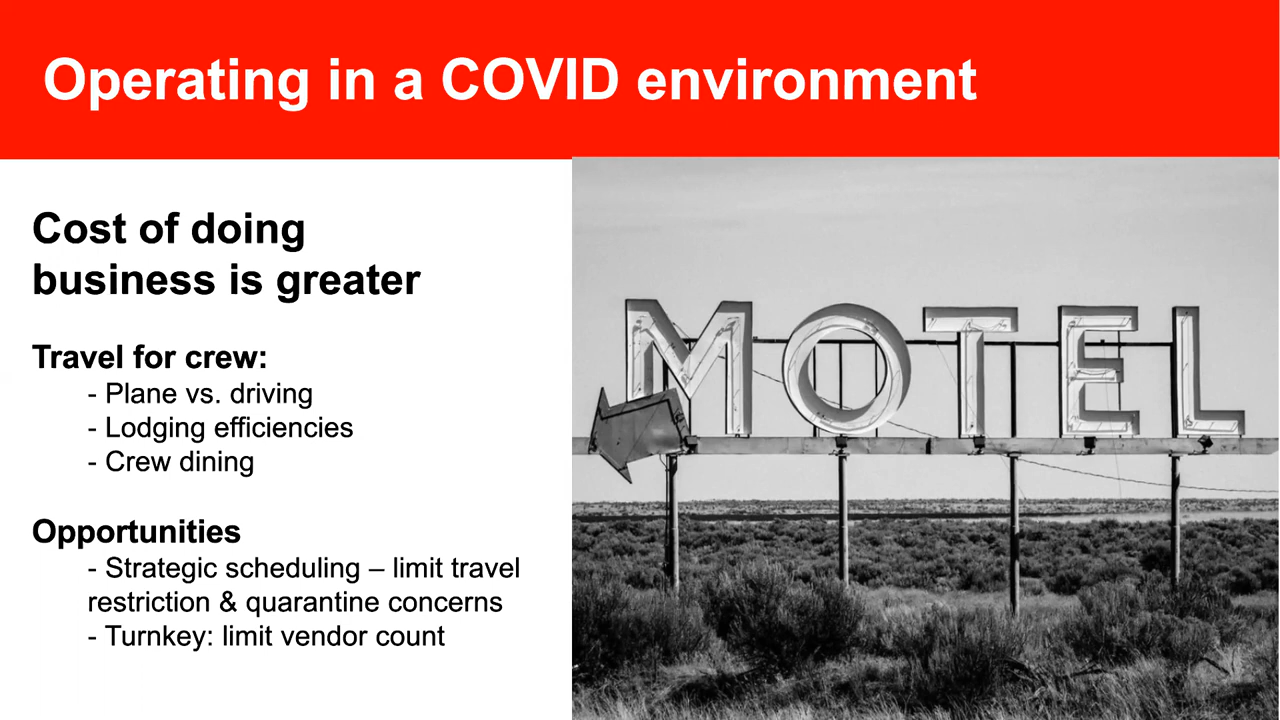 Operating in a COVID environment
Cost of doing
business is greater
Travel for crew:
- Plane vs. driving
- Lodging efficiencies
- Crew dining
Opportunities
- Strategic scheduling – limit travel
restriction & quarantine concerns
- Turnkey: limit vendor count
MOTEL